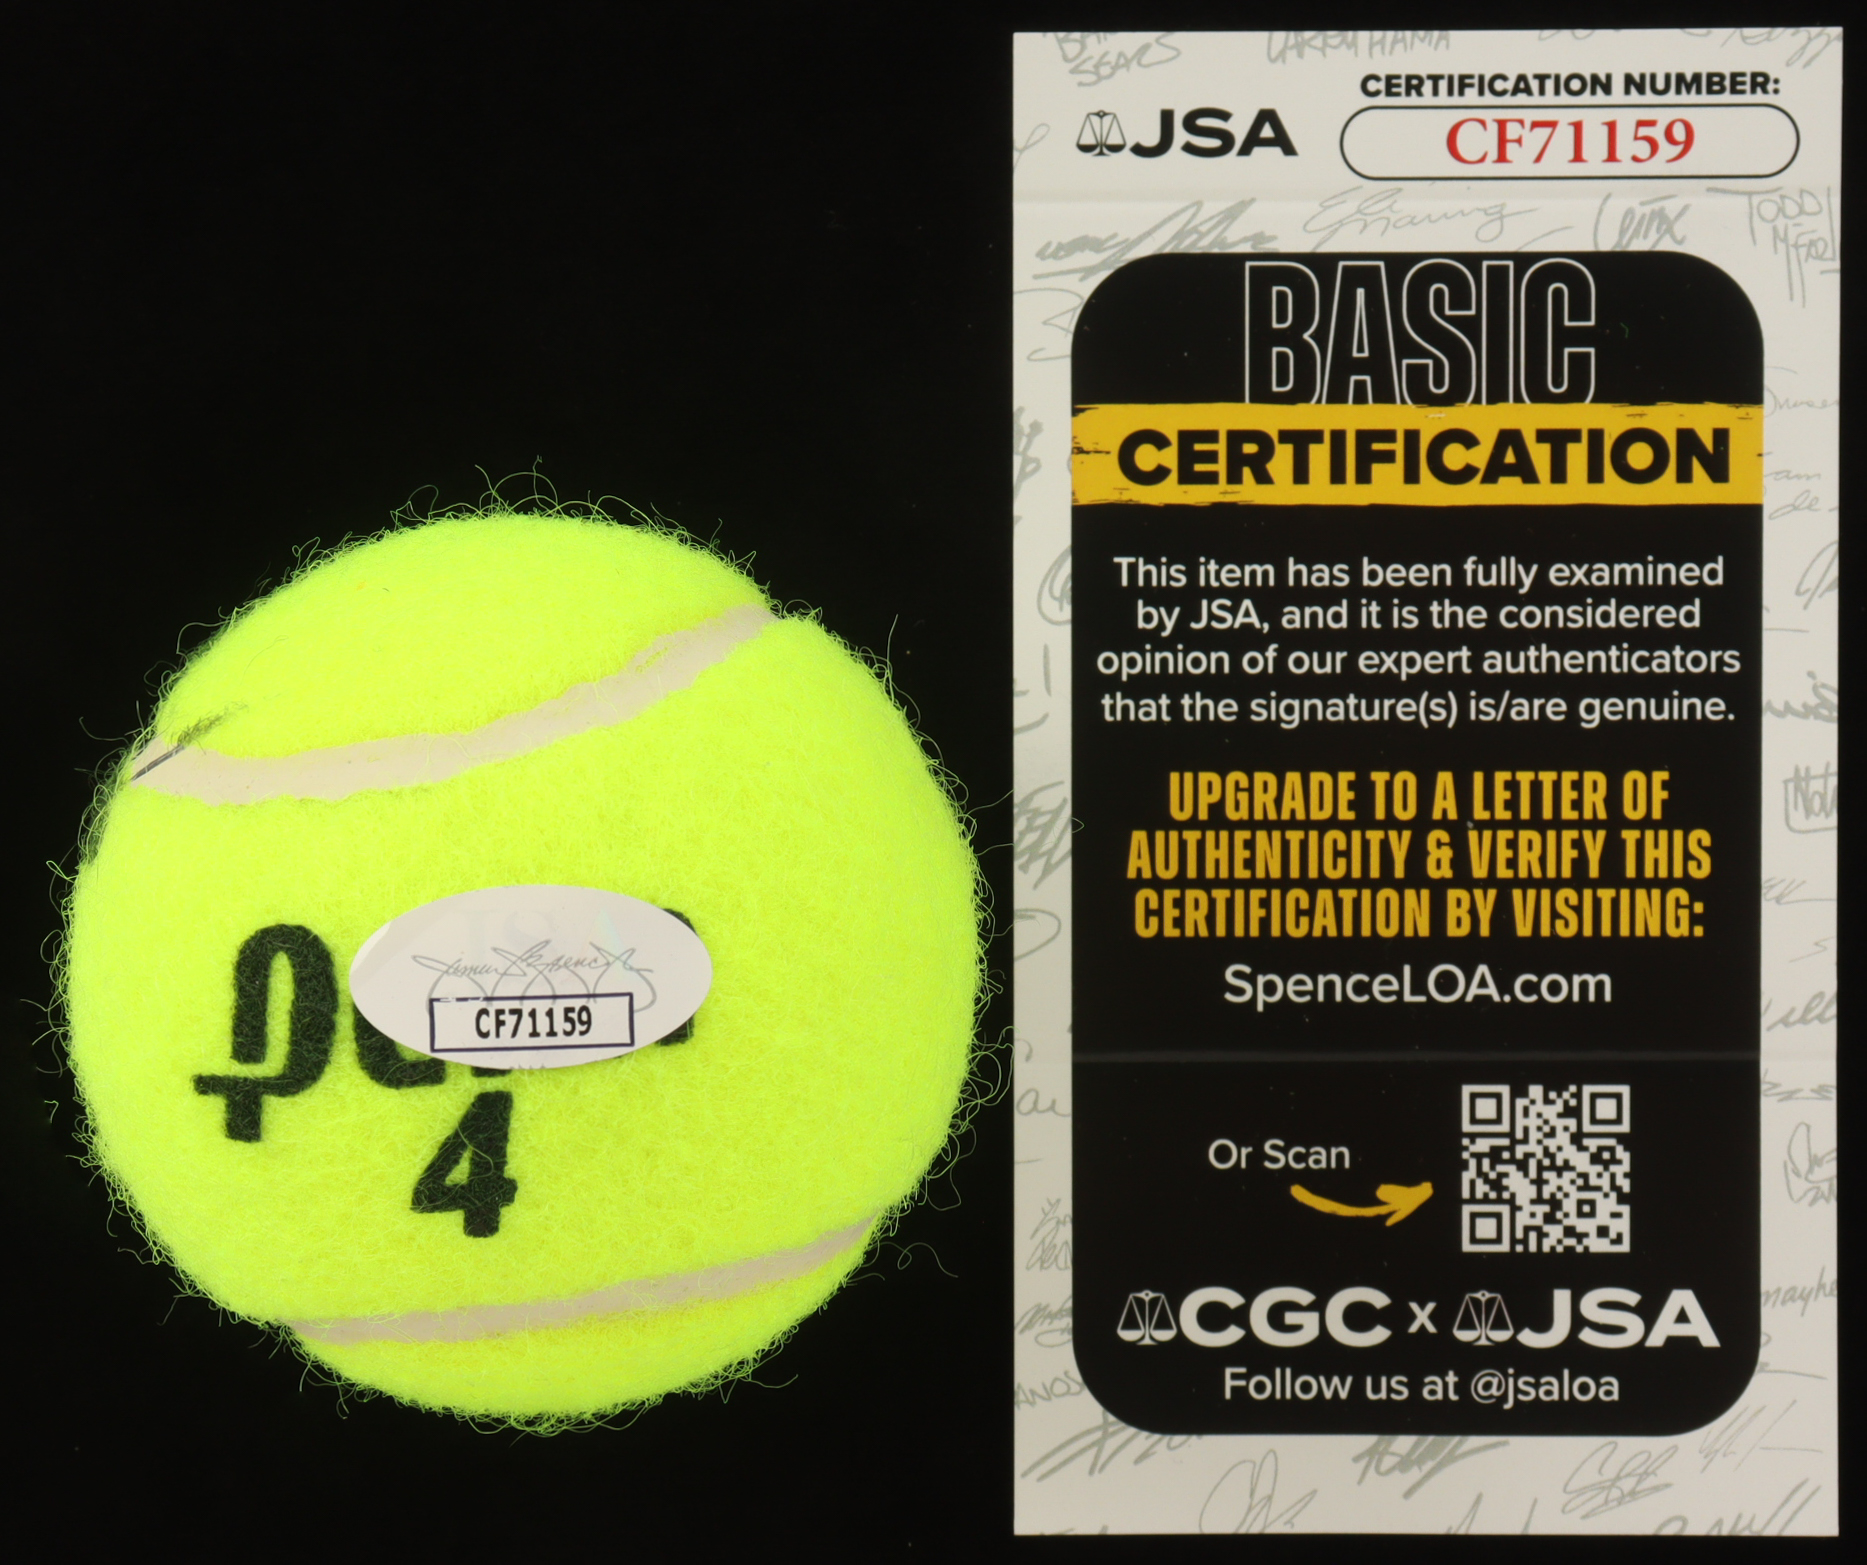 JSA
CERTIFICATION NUMBER:
CF71159
BASIC
CERTIFICATION
This item has been fully examined
by JSA, and it is the considered
opinion of our expert authenticators
that the signature(s) is/are genuine.
UPGRADE TO A LETTER OF
AUTHENTICITY & VERIFY THIS
CERTIFICATION BY VISITING:
SpenceLOA.com
Or Scan
CGC x JSA
Follow us at @jsaloa
JSA
CF71159
4